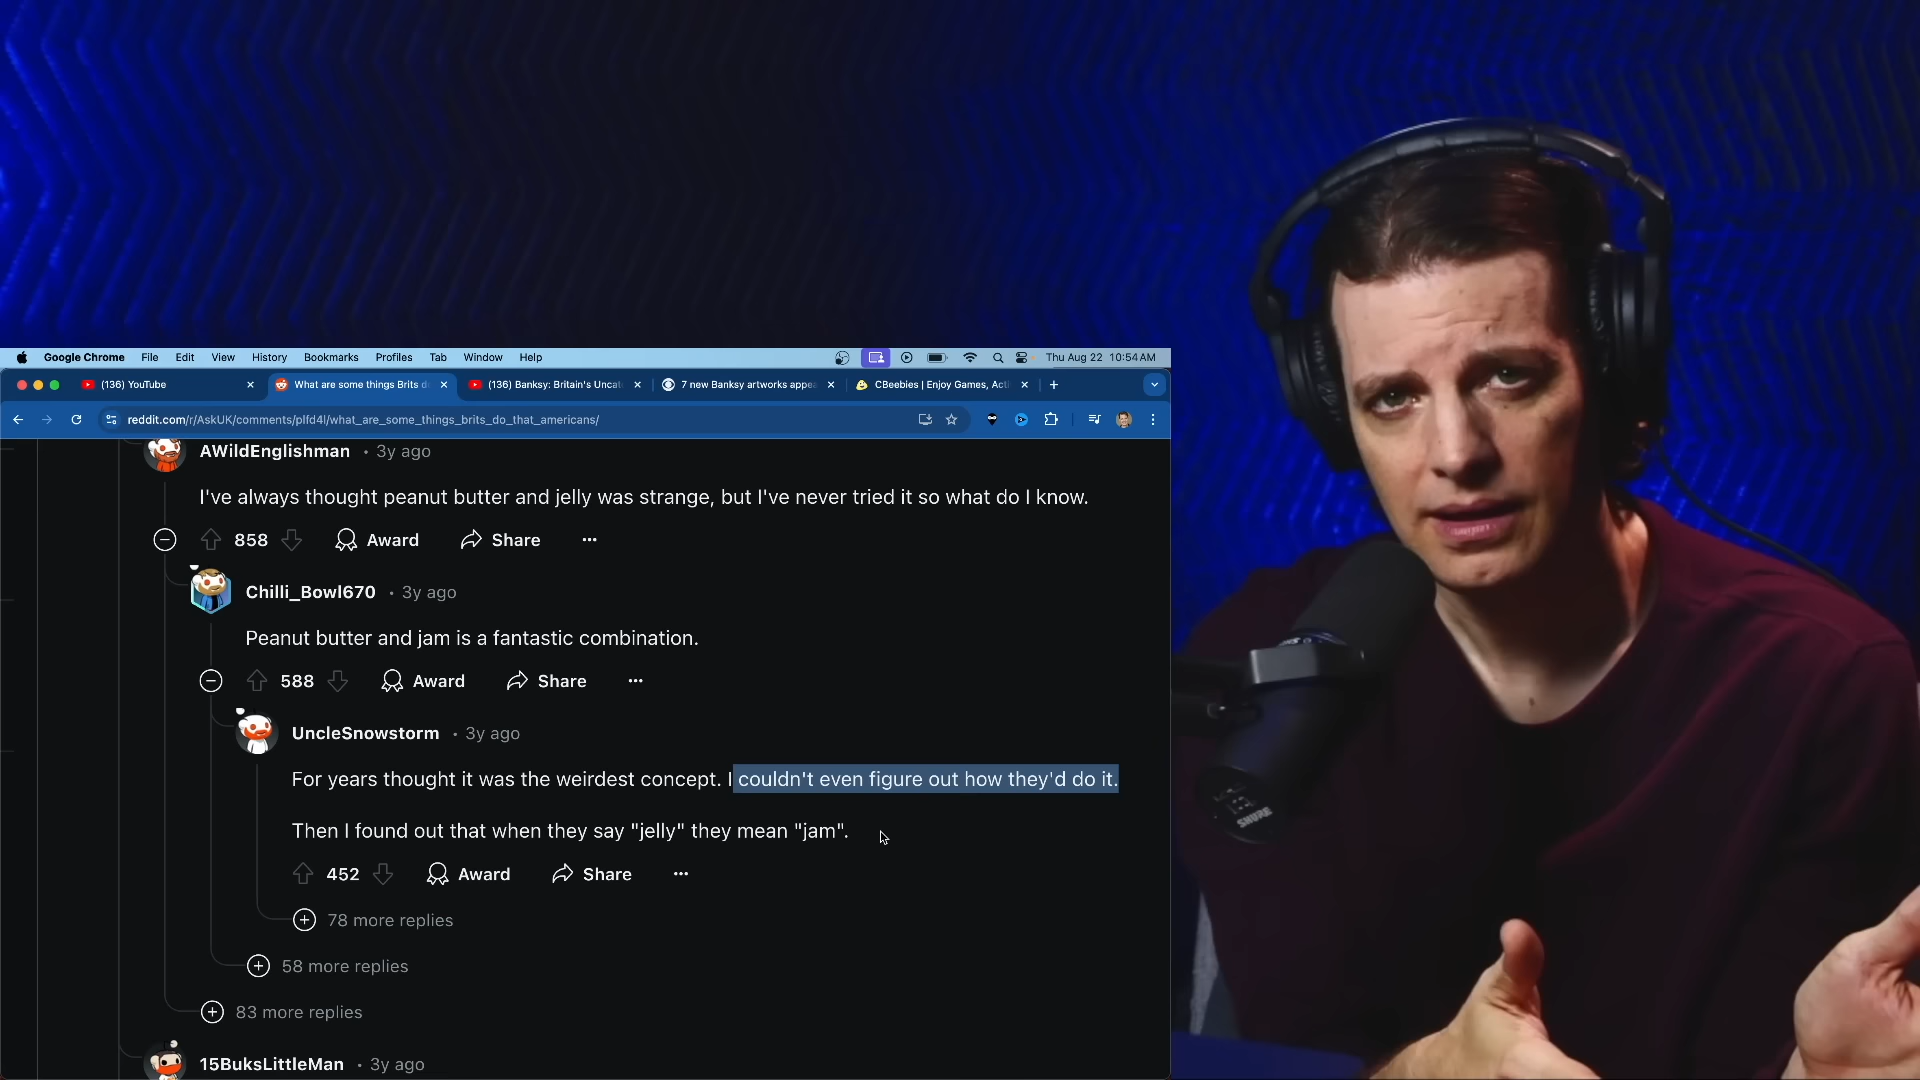 Google Chrome File Edit View History Bookmarks Profiles Tab Window Help Thu Aug 22 10:54 AM
(136) YouTube What are some things Brits d (136) Banksy: Britain's Uncat 7 new Banksy artworks appea CBeebies | Enjoy Games, Acti
reddit.com/r/AskUK/comments/plfd4l/what_are_some_things_brits_do_that_americans/
AWildEnglishman • 3y ago
I've always thought peanut butter and jelly was strange, but I've never tried it so what do I know.
858 Award Share ...
Chilli_Bowl670 • 3y ago
Peanut butter and jam is a fantastic combination.
588 Award Share ...
UncleSnowstorm • 3y ago
For years thought it was the weirdest concept. I couldn't even figure out how they'd do it.
Then I found out that when they say "jelly" they mean "jam".
452 Award Share ...
78 more replies
58 more replies
83 more replies
15BuksLittleMan • 3y ago
SHURE